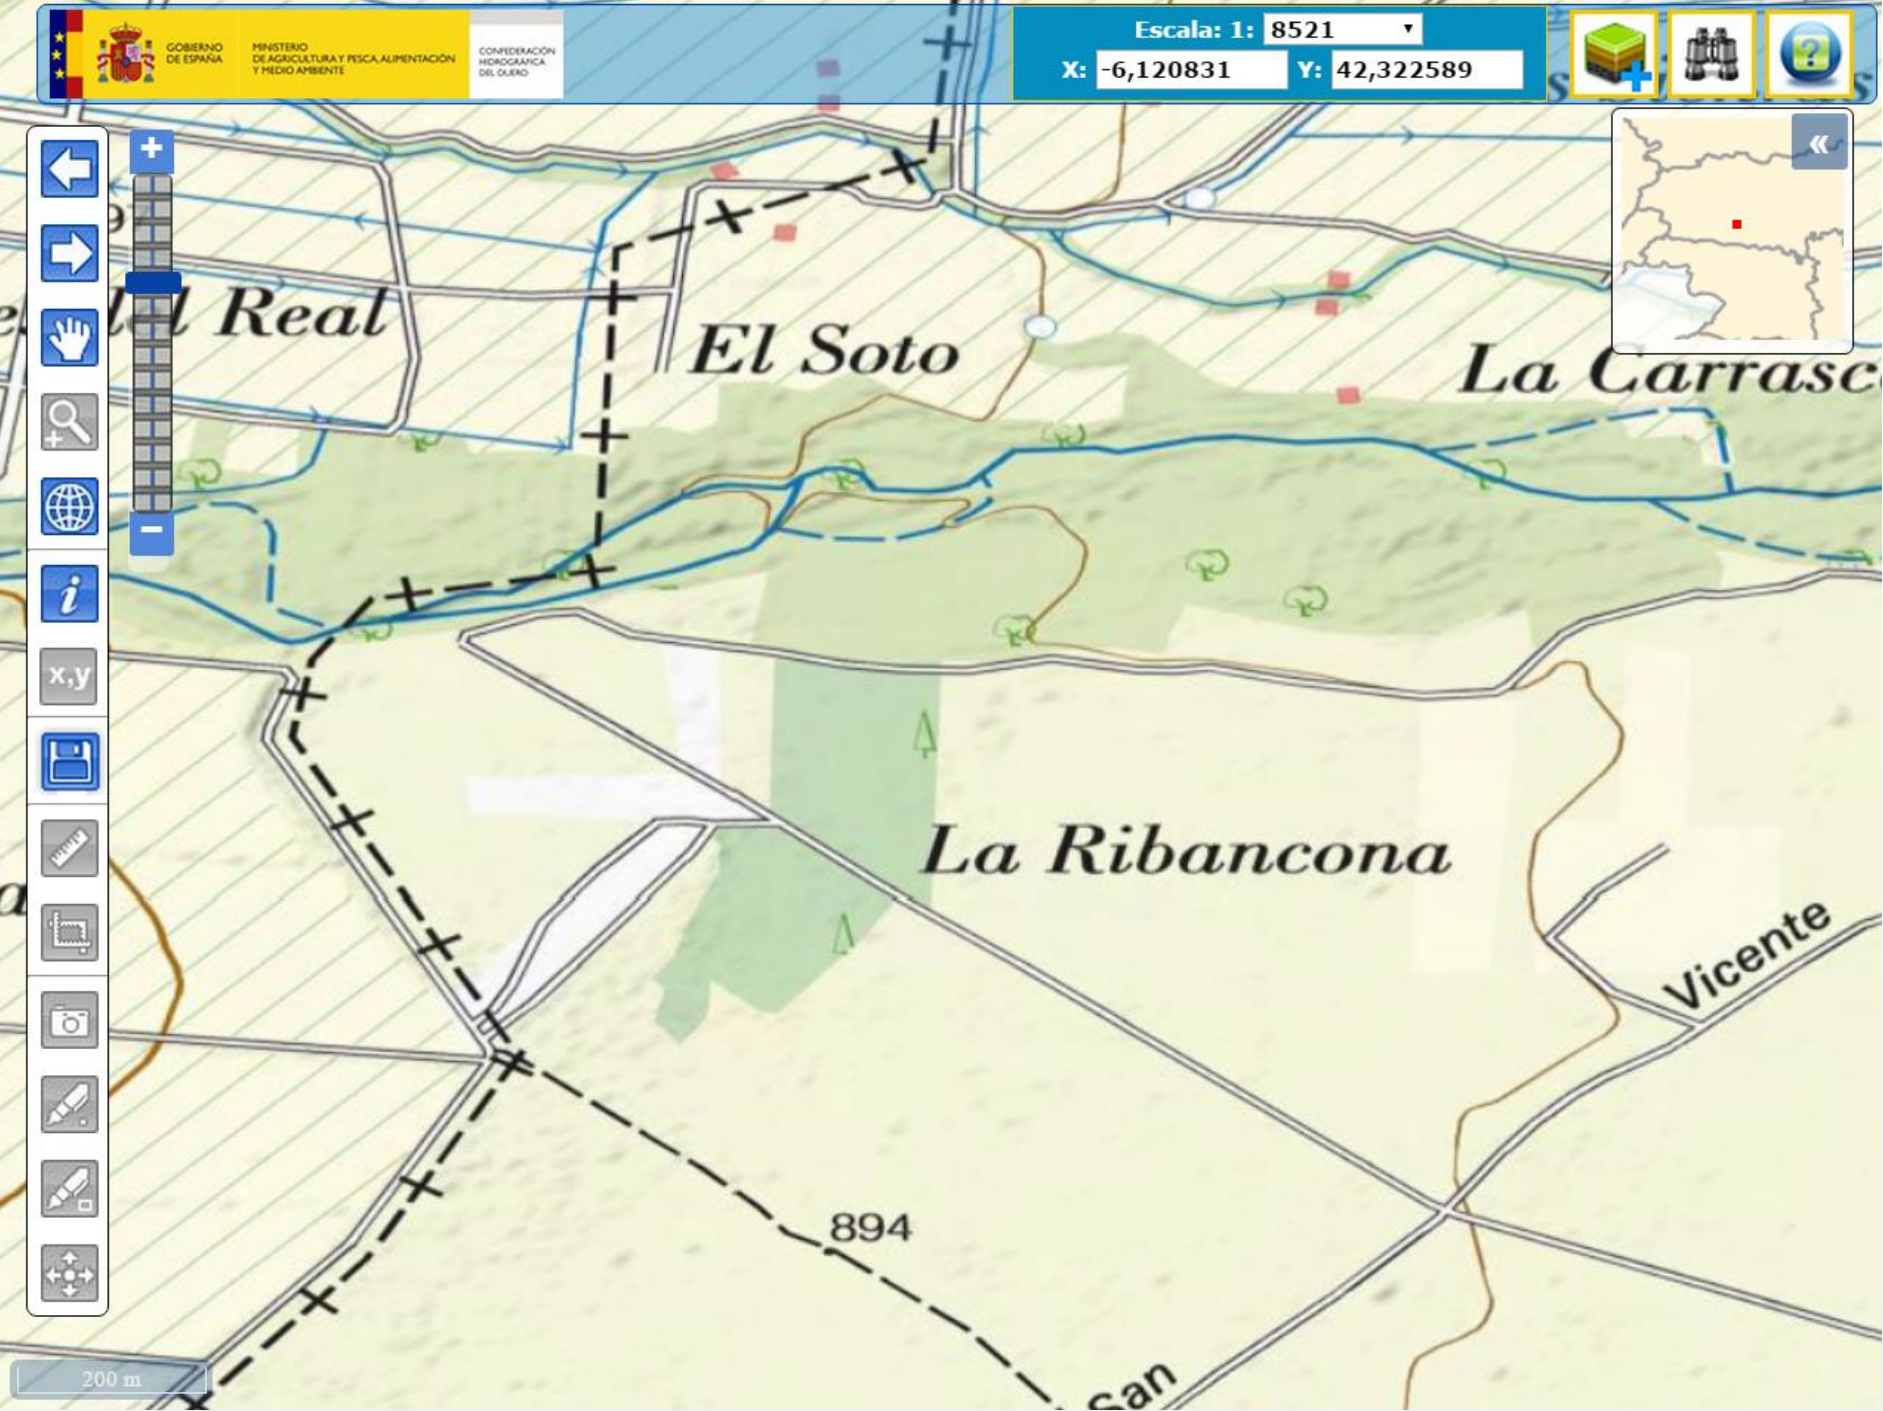 GOBIERNO
DE ESPAÑA
MINISTERIO
DE AGRICULTURA Y PESCA, ALIMENTACIÓN
Y MEDIO AMBIENTE
CONFEDERACIÓN
HIDROGRÁFICA
DEL DUERO
Escala: 1: 8521
X: -6,120831 Y: 42,322589
«
+
Real
El Soto
La Carrasc
−
i
x,y
La Ribancona
Vicente
894
San
200 m